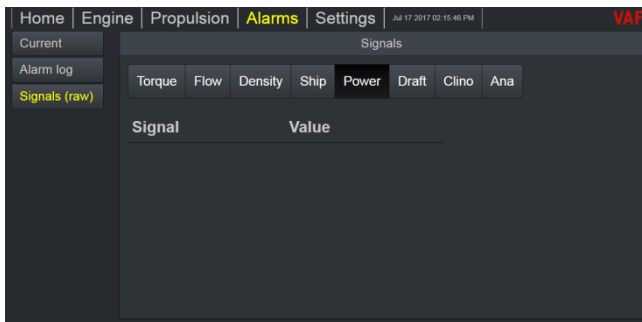 Home Engine Propulsion Alarms Settings Jul 17 2017 02:15:46 PM VAF
Current
Signals
Alarm log
Torque Flow Density Ship Power Draft Clino Ana
Signals (raw)
Signal Value